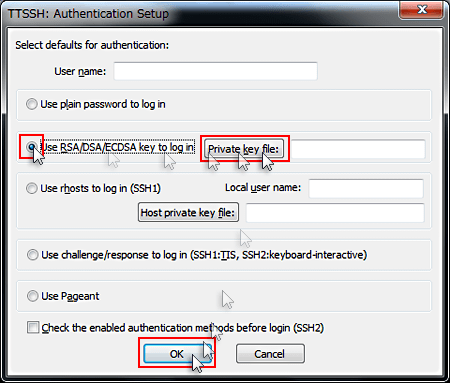 TTSSH: Authentication Setup
Select defaults for authentication:
User name:
Use plain password to log in
Use RSA/DSA/ECDSA key to log in Private key file:
Use rhosts to log in (SSH1) Local user name:
Host private key file:
Use challenge/response to log in (SSH1:TIS, SSH2:keyboard-interactive)
Use Pageant
Check the enabled authentication methods before login (SSH2)
OK Cancel